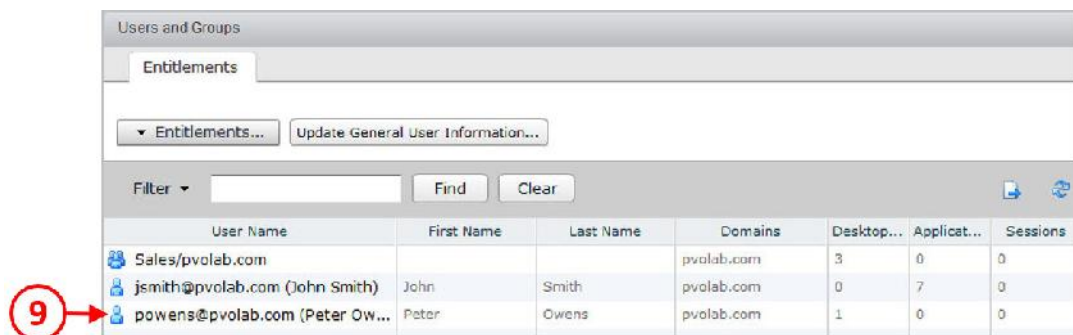 Users and Groups
Entitlements
Entitlements... Update General User Information...
Filter Find Clear
User Name First Name Last Name Domains Desktop... Applicat... Sessions
Sales/pvolab.com pvolab.com 3 0 0
jsmith@pvolab.com (John Smith) John Smith pvolab.com 0 7 0
9 powens@pvolab.com (Peter Ow... Peter Owens pvolab.com 1 0 0